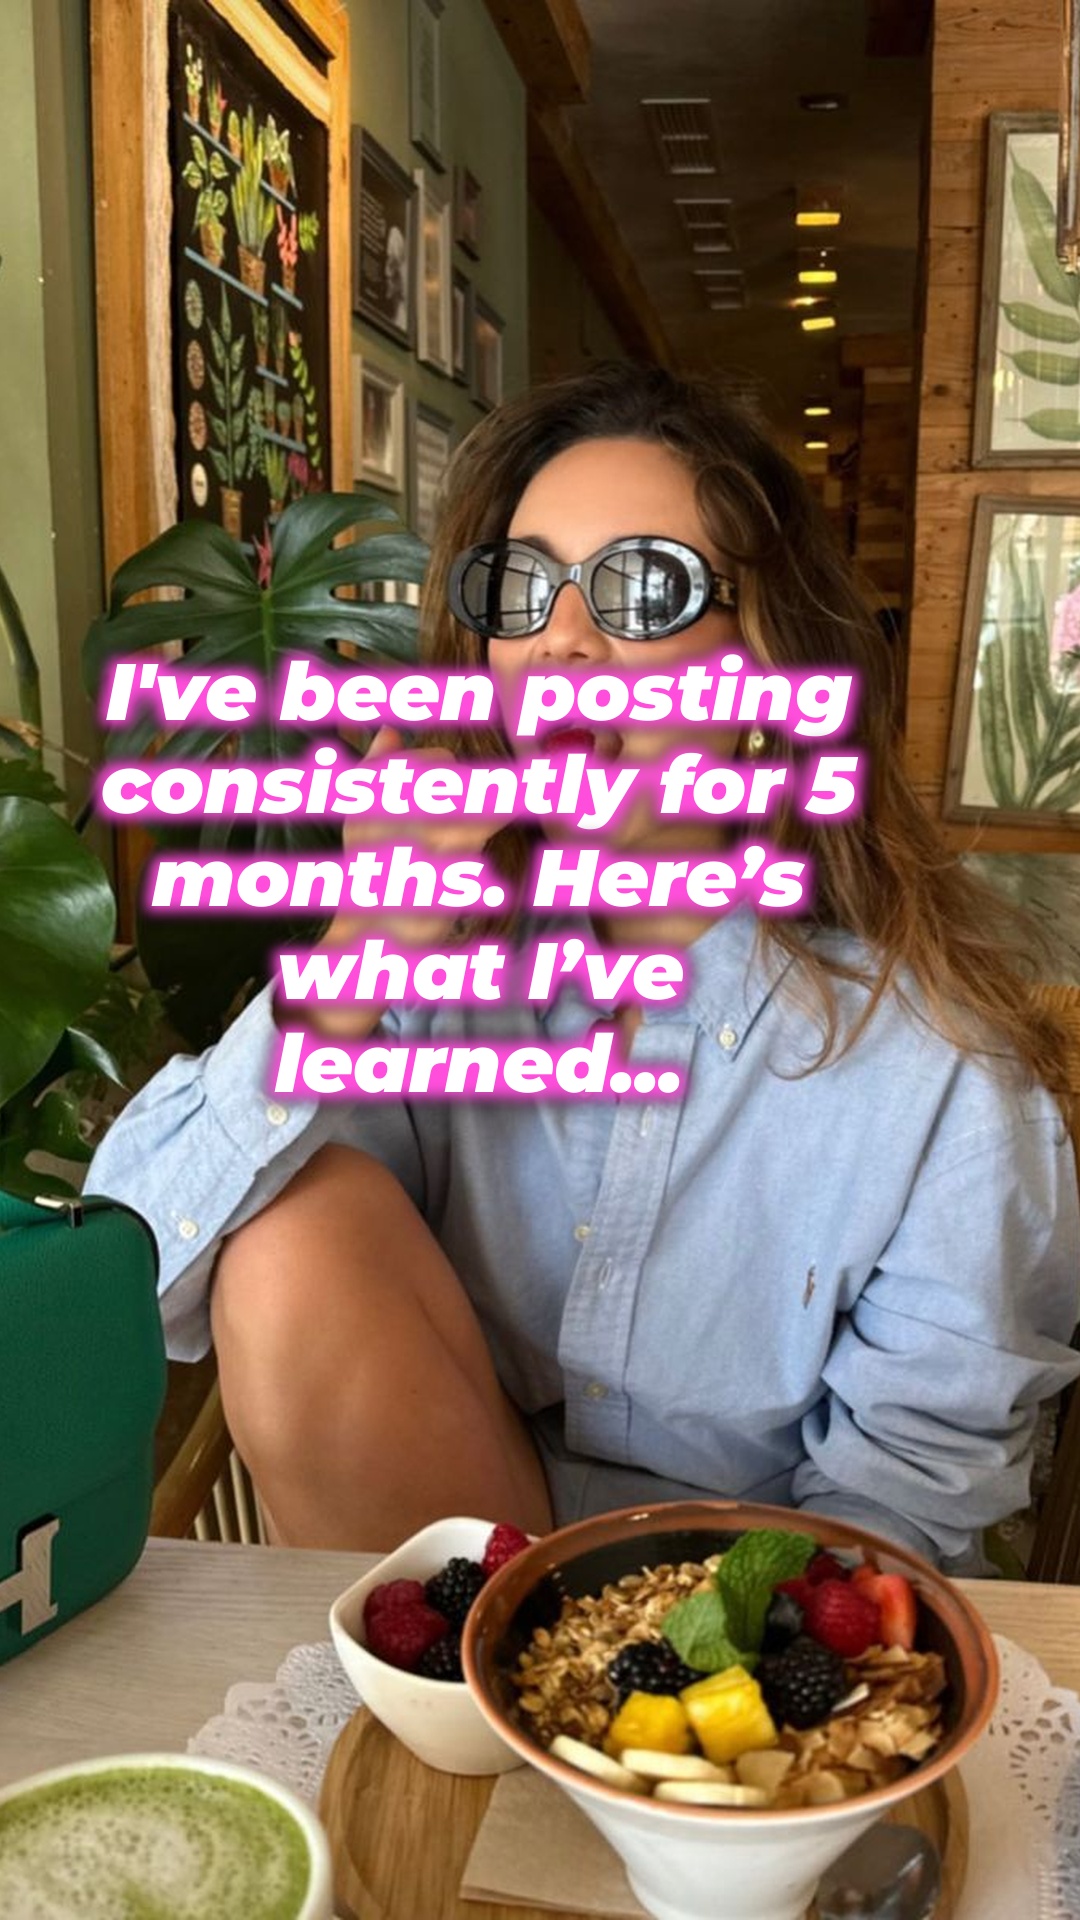 I've been posting
consistently for 5
months. Here’s
what I’ve
learned...